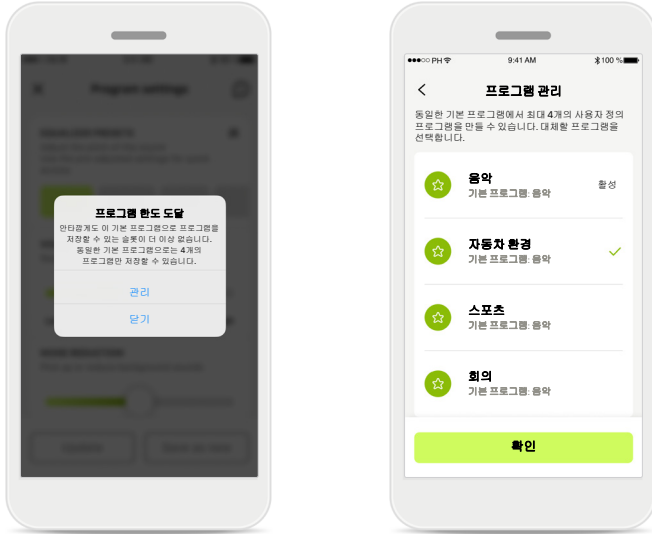 Program settings
프로그램 한도 도달
안타깝게도 이 기본 프로그램으로 프로그램을
저장할 수 있는 슬롯이 더 이상 없습니다.
동일한 기본 프로그램으로는 4개의
프로그램만 저장할 수 있습니다.
관리
닫기
●●●○○ PH 9:41 AM 100 %
프로그램 관리
동일한 기본 프로그램에서 최대 4개의 사용자 정의
프로그램을 만들 수 있습니다. 대체할 프로그램을
선택합니다.
음악
기본 프로그램: 음악
활성
자동차 환경
기본 프로그램: 음악
스포츠
기본 프로그램: 음악
회의
기본 프로그램: 음악
확인